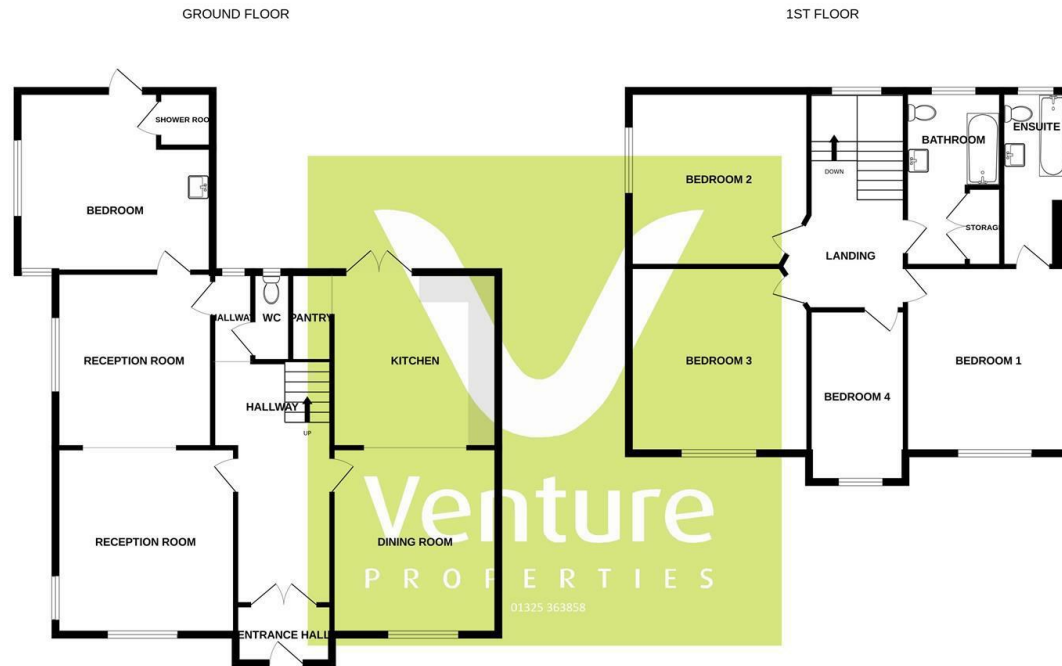 GROUND FLOOR
1ST FLOOR
SHOWER ROO
BEDROOM
HALLWAY
WC
PANTRY
RECEPTION ROOM
KITCHEN
HALLWAY
UP
RECEPTION ROOM
DINING ROOM
ENTRANCE HALL
BEDROOM 2
DOWN
BATHROOM
ENSUITE
STORAGE
LANDING
BEDROOM 3
BEDROOM 4
BEDROOM 1
Venture
PROPERTIES
01325 363858